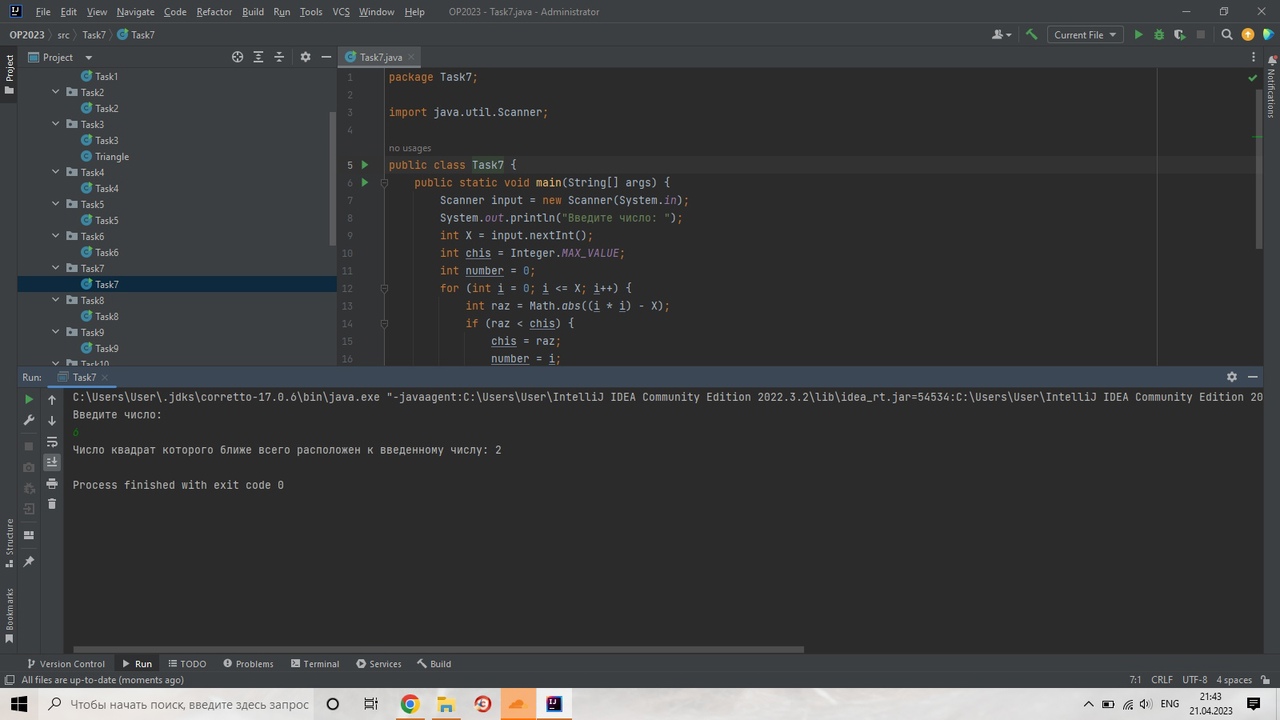 File Edit View Navigate Code Refactor Build Run Tools VCS Window Help OP2023 - Task7.java - Administrator
OP2023 src Task7 Task7 Current File
Project
Project
Task7.java
Notifications
Task1
Task2
Task2
Task3
Task3
Triangle
Task4
Task4
Task5
Task5
Task6
Task6
Task7
Task7
Task8
Task8
Task9
Task9
Task10
1 package Task7;
2
3 import java.util.Scanner;
4
no usages
5 public class Task7 {
6 public static void main(String[] args) {
7 Scanner input = new Scanner(System.in);
8 System.out.println("Введите число: ");
9 int X = input.nextInt();
10 int chis = Integer.MAX_VALUE;
11 int number = 0;
12 for (int i = 0; i <= X; i++) {
13 int raz = Math.abs((i * i) - X);
14 if (raz < chis) {
15 chis = raz;
16 number = i;
Run: Task7
C:\Users\User\.jdks\corretto-17.0.6\bin\java.exe "-javaagent:C:\Users\User\IntelliJ IDEA Community Edition 2022.3.2\lib\idea_rt.jar=54534:C:\Users\User\IntelliJ IDEA Community Edition 20
Введите число:
Число квадрат которого ближе всего расположен к введенному числу: 2
Process finished with exit code 0
Structure
Bookmarks
Version Control Run TODO Problems Terminal Services Build
All files are up-to-date (moments ago) 7:1 CRLF UTF-8 4 spaces
Чтобы начать поиск, введите здесь запрос ENG 21:43
21.04.2023